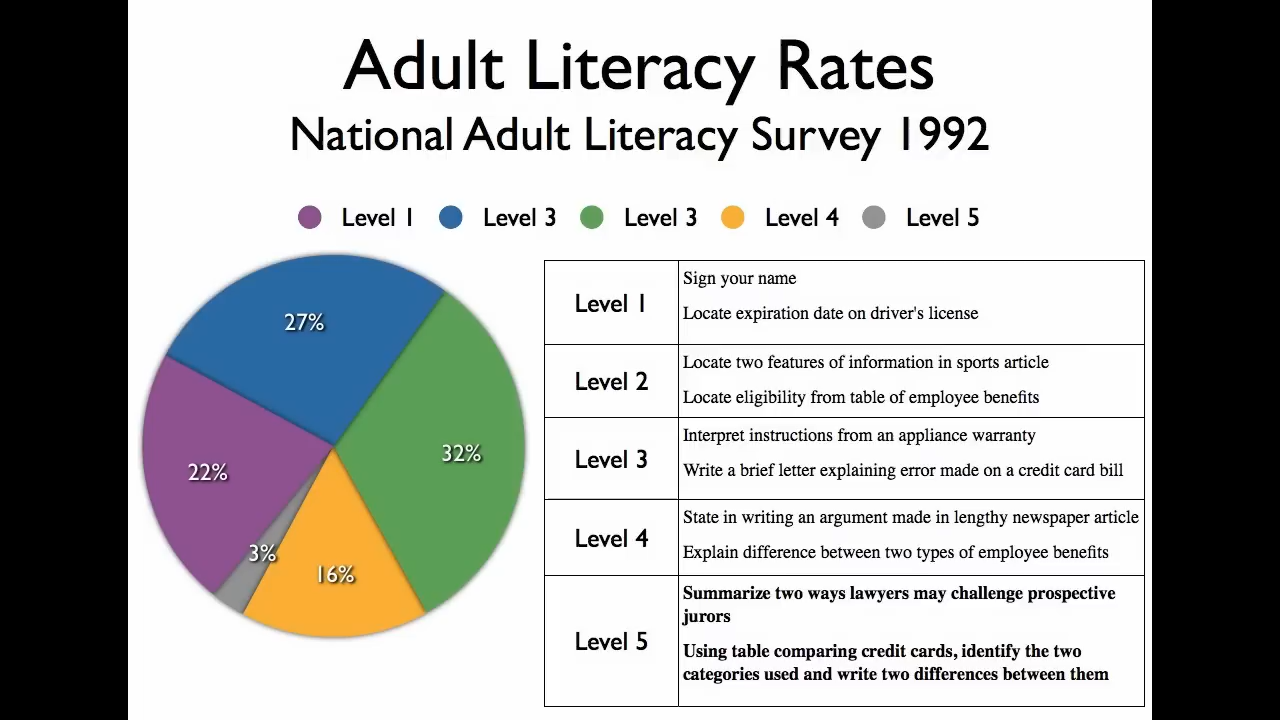 Adult Literacy Rates
National Adult Literacy Survey 1992
Level 1 Level 3 Level 3 Level 4 Level 5
27%
32%
22%
3%
16%
Level 1
Sign your name
Locate expiration date on driver's license
Level 2
Locate two features of information in sports article
Locate eligibility from table of employee benefits
Level 3
Interpret instructions from an appliance warranty
Write a brief letter explaining error made on a credit card bill
Level 4
State in writing an argument made in lengthy newspaper article
Explain difference between two types of employee benefits
Level 5
Summarize two ways lawyers may challenge prospective
jurors
Using table comparing credit cards, identify the two
categories used and write two differences between them